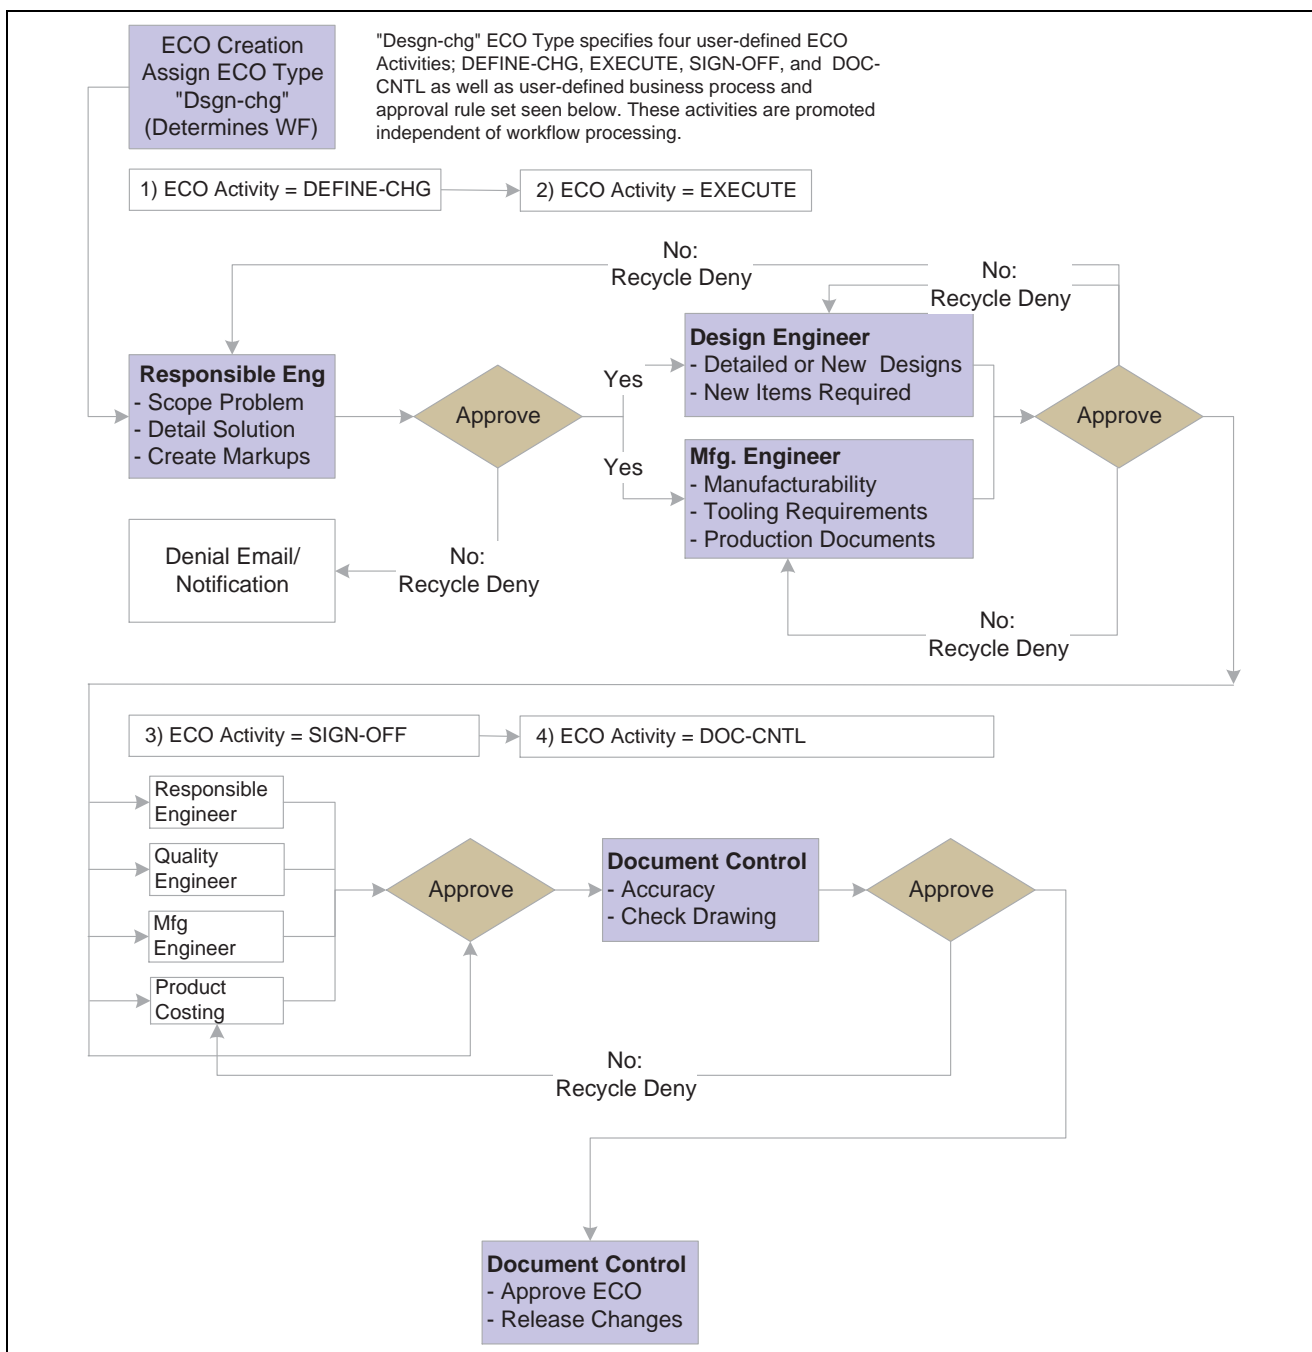 ECO Creation
Assign ECO Type
"Dsgn-chg"
(Determines WF)
"Desgn-chg" ECO Type specifies four user-defined ECO
Activities; DEFINE-CHG, EXECUTE, SIGN-OFF, and  DOC-
CNTL as well as user-defined business process and
approval rule set seen below. These activities are promoted
independent of workflow processing.
1) ECO Activity = DEFINE-CHG
2) ECO Activity = EXECUTE
No:
Recycle Deny
No:
Recycle Deny
Responsible Eng
- Scope Problem
- Detail Solution
- Create Markups
Approve
Yes
Yes
Design Engineer
- Detailed or New  Designs
- New Items Required
Mfg. Engineer
- Manufacturability
- Tooling Requirements
- Production Documents
Approve
Denial Email/
Notification
No:
Recycle Deny
No:
Recycle Deny
3) ECO Activity = SIGN-OFF
4) ECO Activity = DOC-CNTL
Responsible
Engineer
Quality
Engineer
Mfg
Engineer
Product
Costing
Approve
Document Control
- Accuracy
- Check Drawing
Approve
No:
Recycle Deny
Document Control
- Approve ECO
- Release Changes